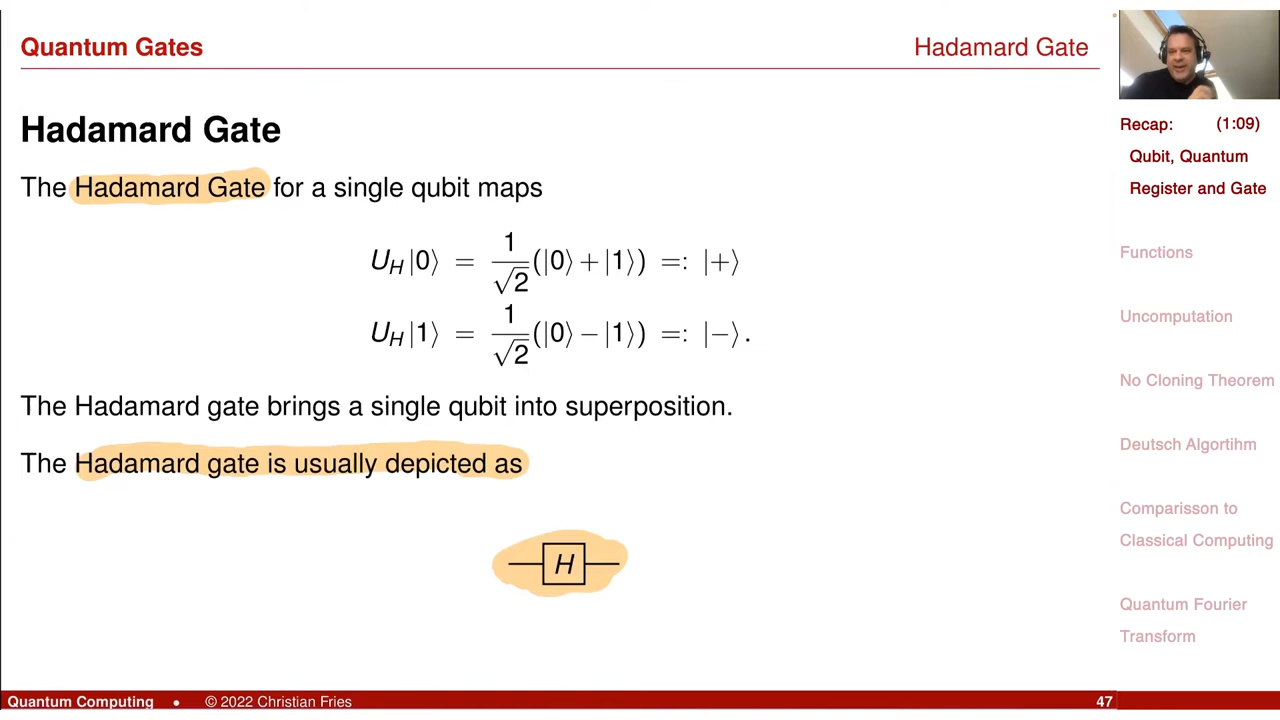 Quantum Gates
Hadamard Gate
Hadamard Gate
The Hadamard Gate for a single qubit maps
U_H |0⟩ = 1/√2 (|0⟩ + |1⟩) =: |+⟩
U_H |1⟩ = 1/√2 (|0⟩ − |1⟩) =: |−⟩ .
The Hadamard gate brings a single qubit into superposition.
The Hadamard gate is usually depicted as
H
Recap: (1:09)
Qubit, Quantum
Register and Gate
Functions
Uncomputation
No Cloning Theorem
Deutsch Algortihm
Comparisson to
Classical Computing
Quantum Fourier
Transform
Quantum Computing • © 2022 Christian Fries
47